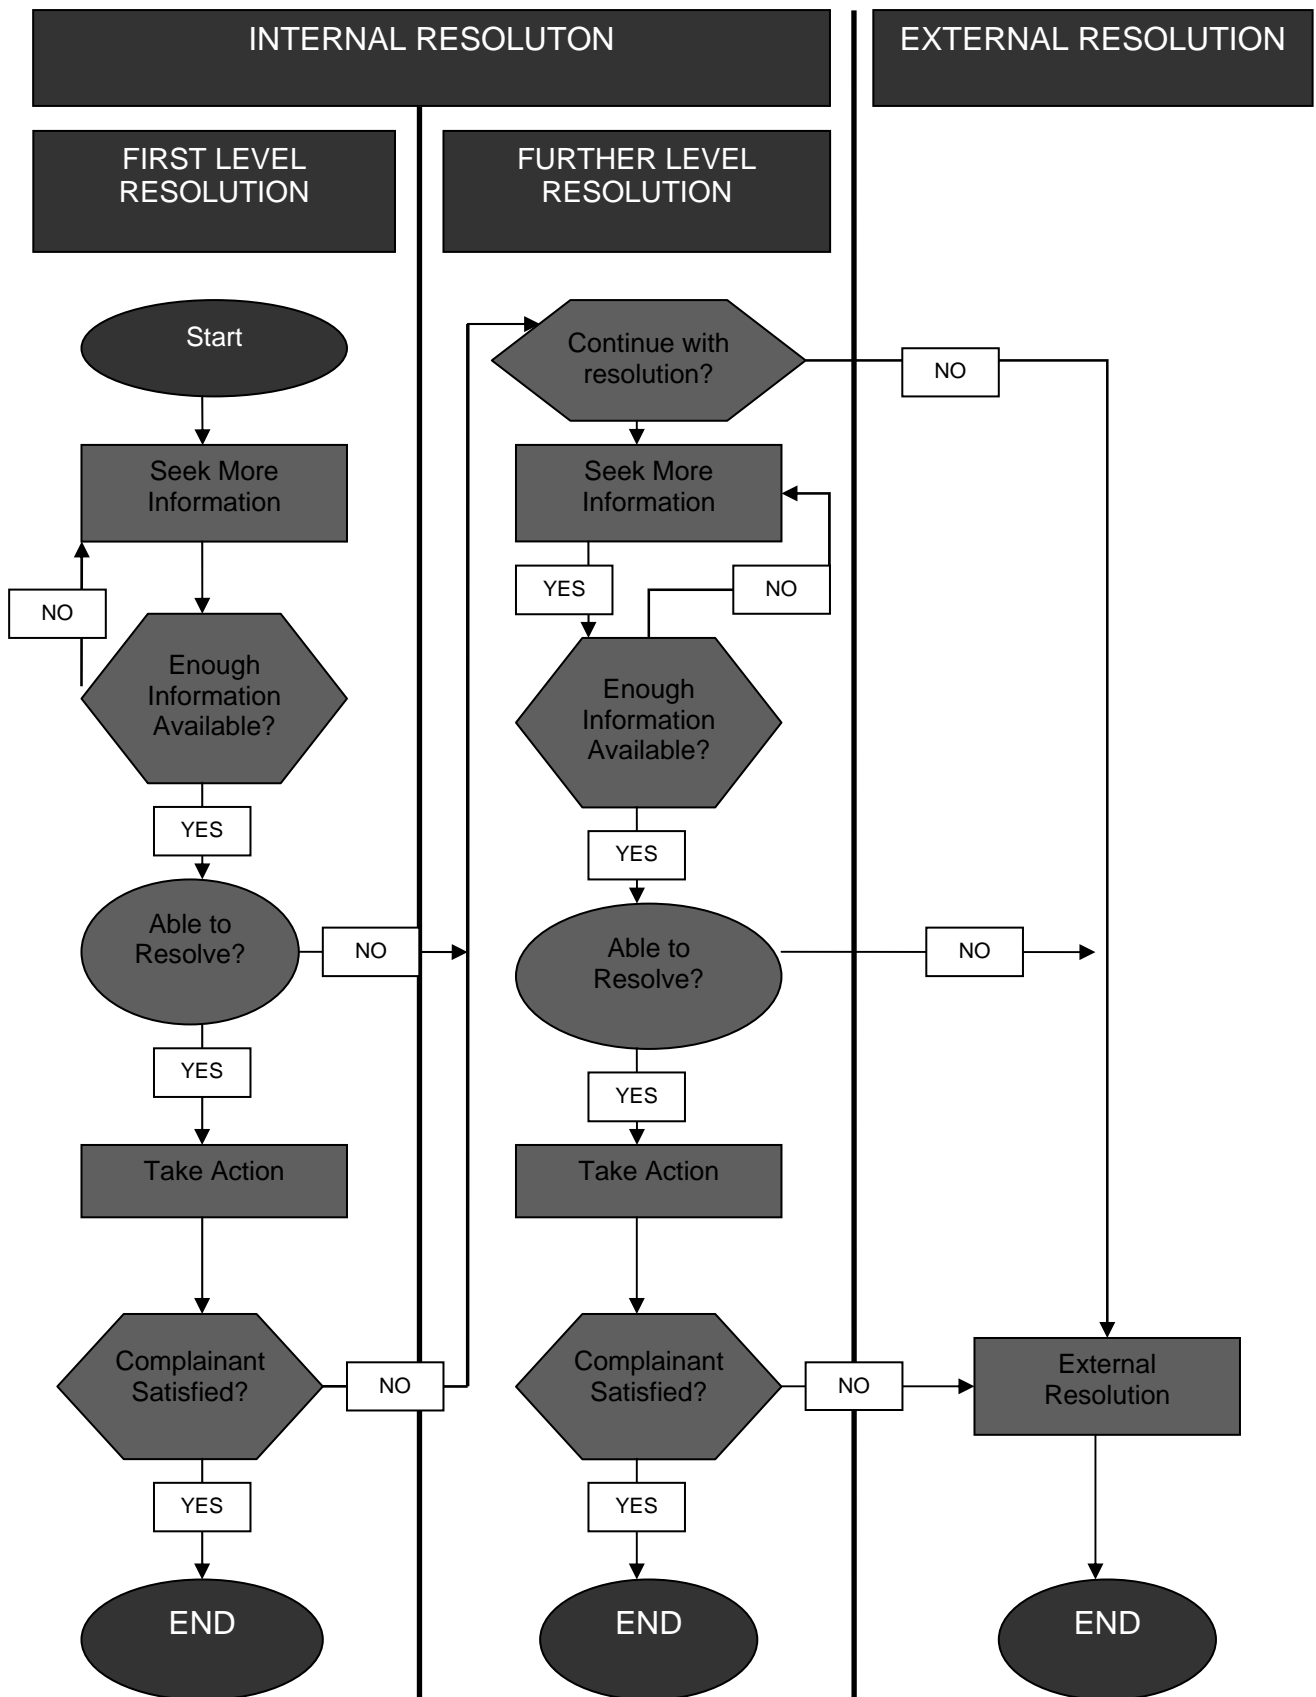 INTERNAL RESOLUTON
EXTERNAL RESOLUTION
FIRST LEVEL
RESOLUTION
FURTHER LEVEL
RESOLUTION
Start
Seek More
Information
NO
Enough
Information
Available?
YES
Able to
Resolve?
NO
YES
Take Action
Complainant
Satisfied?
NO
YES
END
Continue with
resolution?
NO
Seek More
Information
YES
NO
Enough
Information
Available?
YES
Able to
Resolve?
NO
YES
Take Action
Complainant
Satisfied?
NO
YES
END
External
Resolution
END